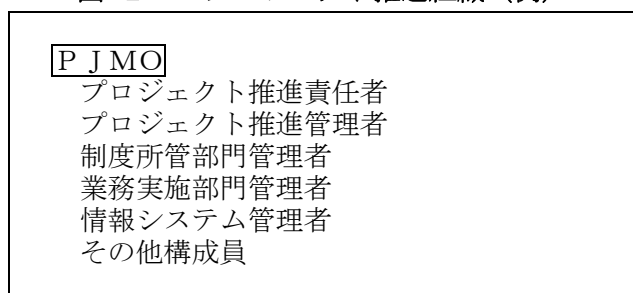 ＰＪＭＯ
プロジェクト推進責任者
プロジェクト推進管理者
制度所管部門管理者
業務実施部門管理者
情報システム管理者
その他構成員